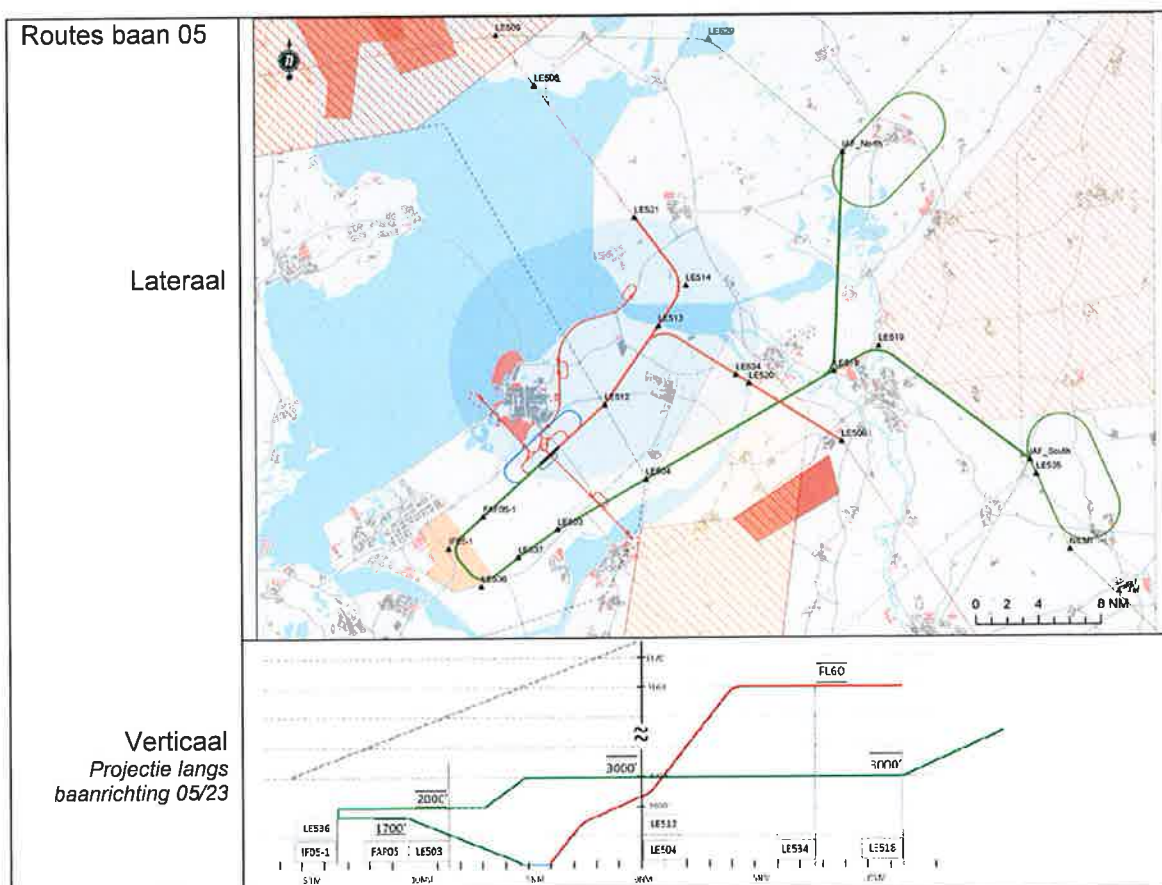 Routes baan 05
LE509
LE529
LE508
IAF_North
LE521
LE514
LE513
LE519
LE518
LE534
LE520
LE512
LE506
LE504
IAF_South
LE535
FAF05-1
LE503
IF05-1
LE537
LE536
Lateraal
0 2 4 8 NM
FL60
Verticaal
Projectie langs
baanrichting 05/23
3000'
3000'
2000'
LE536
1700'
LE512
IF05-1
FAF05
LE503
LE504
LE534
LE518